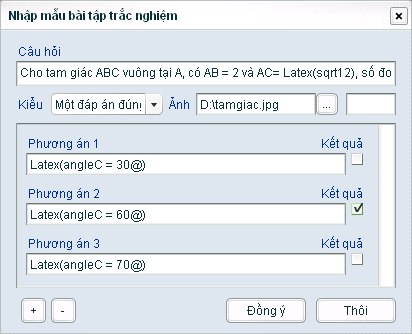 Nhập mẫu bài tập trắc nghiệm
Câu hỏi
Cho tam giác ABC vuông tại A, có AB = 2 và AC= Latex(sqrt12), số đo
Kiểu Một đáp án đúng Ảnh D:\tamgiac.jpg ...
Phương án 1 Kết quả
Latex(angleC = 30@)
Phương án 2 Kết quả
Latex(angleC = 60@)
Phương án 3 Kết quả
Latex(angleC = 70@)
+ - Đồng ý Thôi